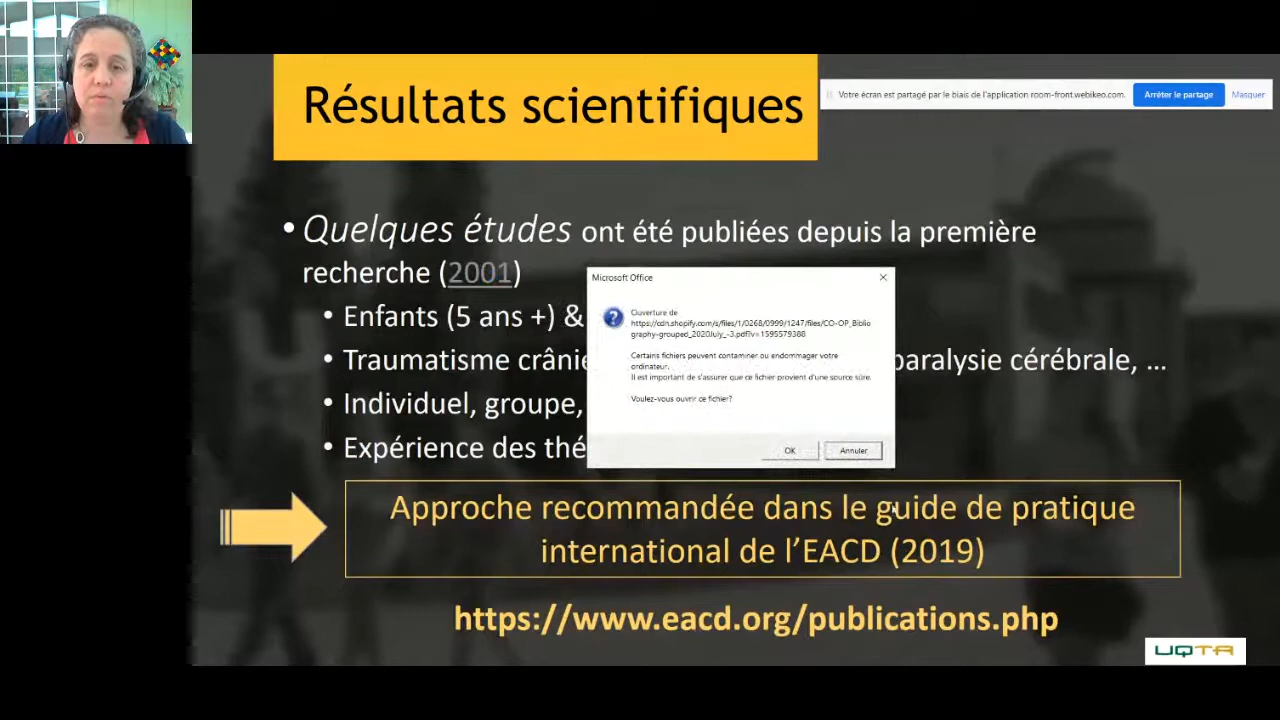 Résultats scientifiques
Votre écran est partagé par le biais de l'application room-front.webikeo.com.
Arrêter le partage
Masquer
• Quelques études ont été publiées depuis la première
recherche (2001)
• Enfants (5 ans +) &
• Traumatisme crânie
paralysie cérébrale, ...
• Individuel, groupe,
• Expérience des thé
Microsoft Office
Ouverture de
https://cdn.shopify.com/s/files/1/0268/0999/1247/files/CO-OP_Biblio
graphy-grouped_2020July_-3.pdf?v=1595579388
Certains fichiers peuvent contaminer ou endommager votre
ordinateur.
Il est important de s'assurer que ce fichier provient d'une source sûre.
Voulez-vous ouvrir ce fichier?
OK
Annuler
Approche recommandée dans le guide de pratique
international de l’EACD (2019)
https://www.eacd.org/publications.php
UQTR